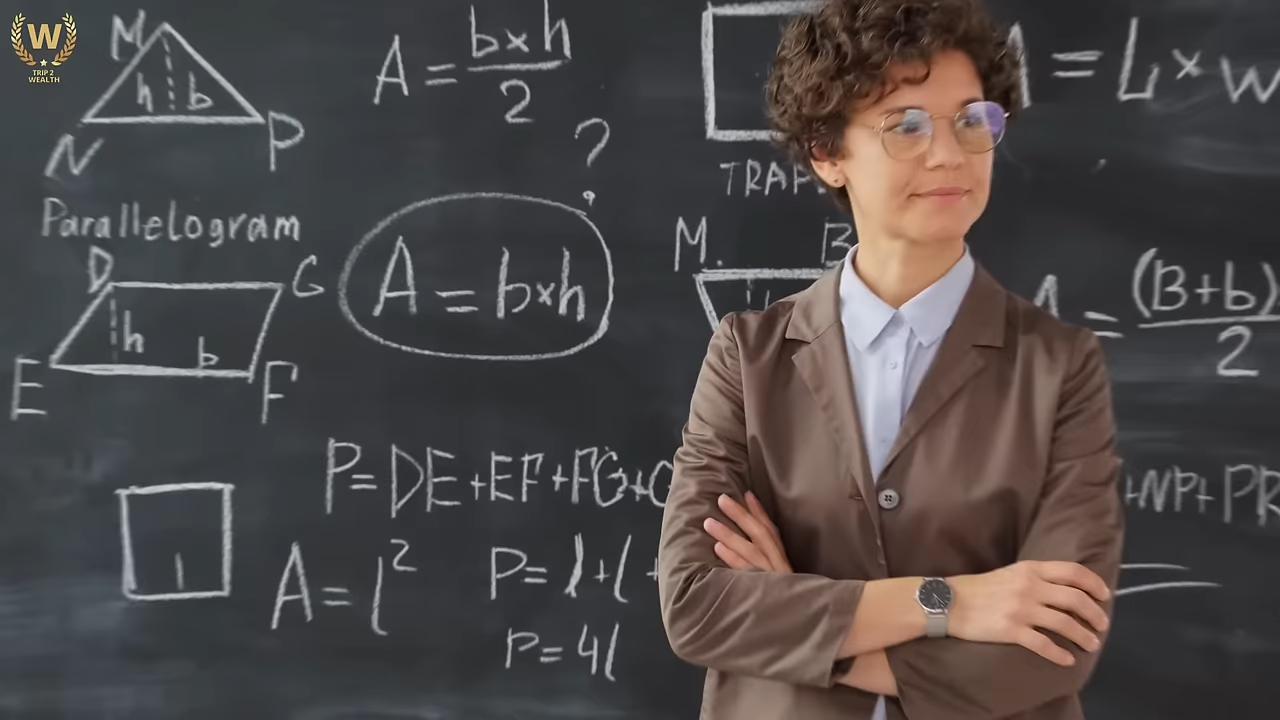 W
TRIP 2
WEALTH
M
h b
N P
A = b×h
2
?
= L × W
Parallelogram
D G
h b
E F
A = b×h
TRAP
M. B
A = (B+b)
2
P=DE+EF+FG+
+NP+PR
l
A = l²
P= l+l +
P=4l